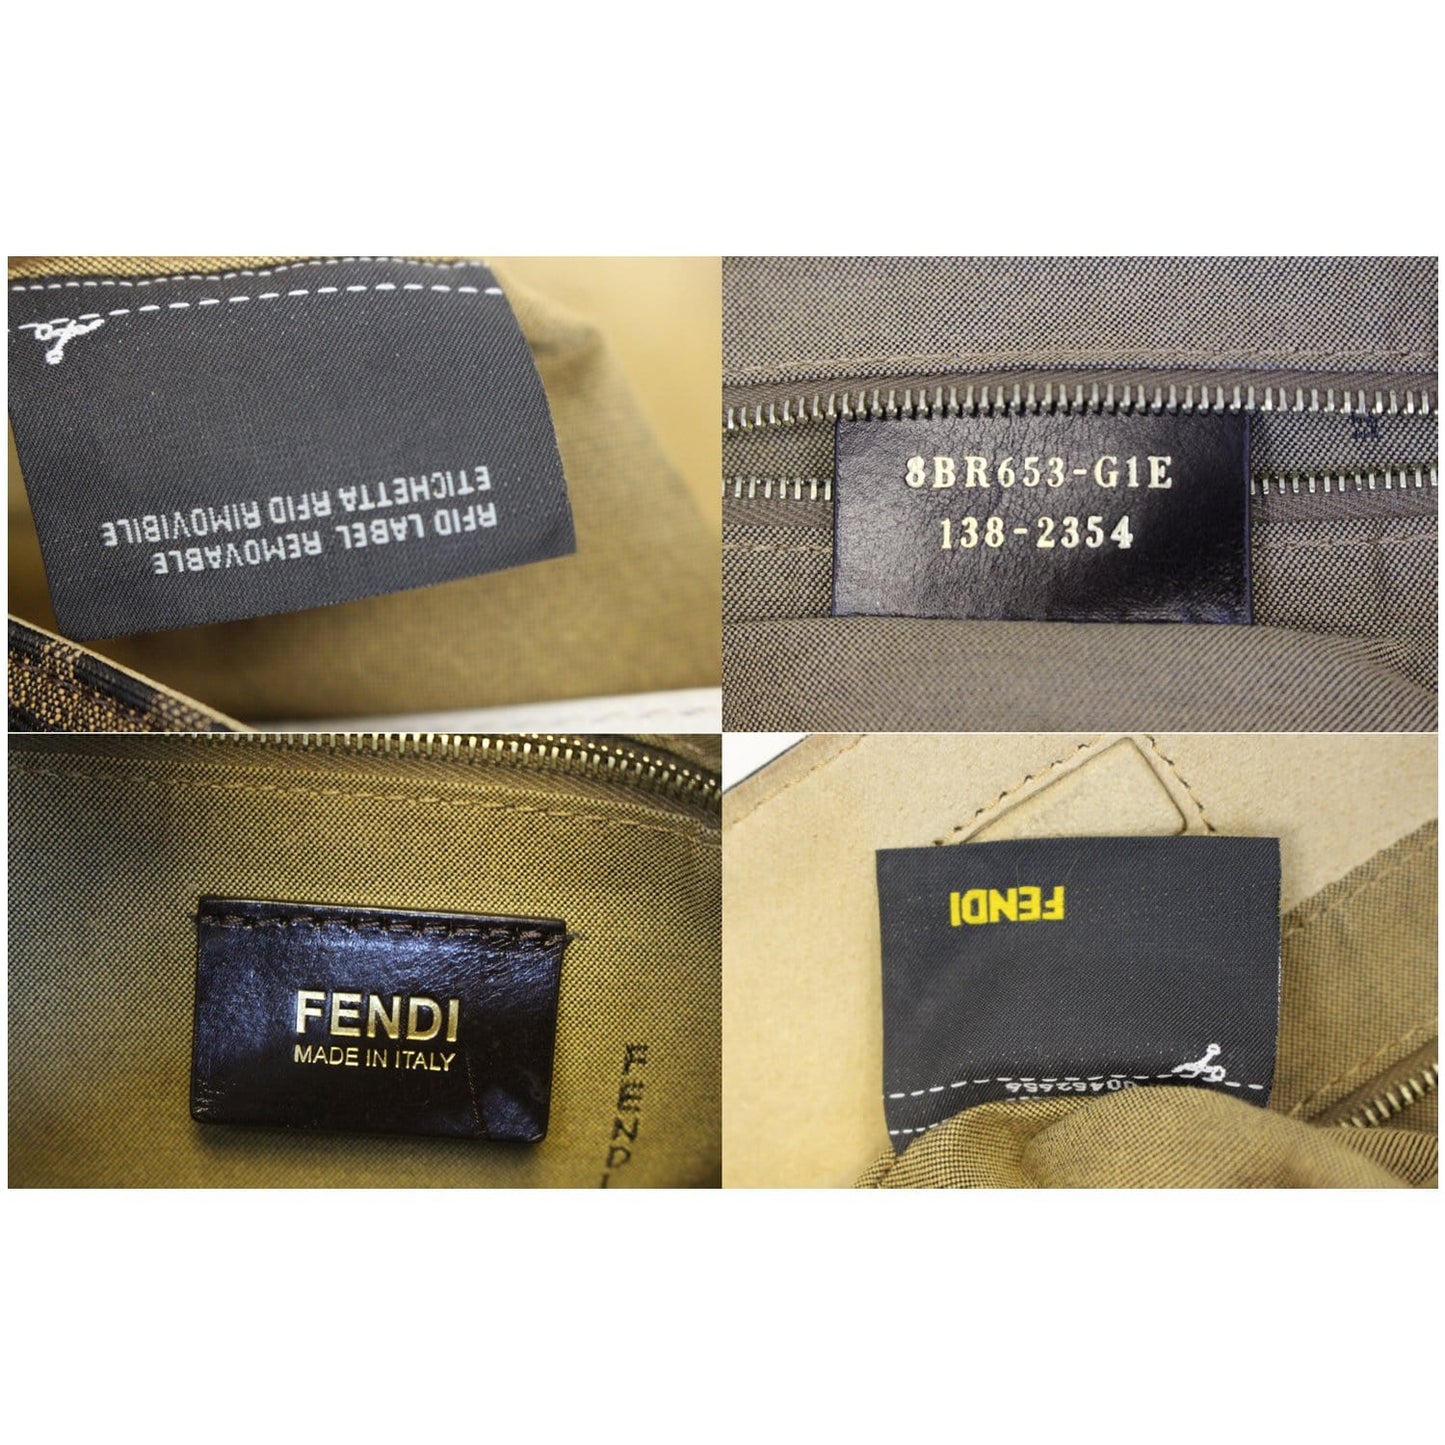 RFID LABEL REMOVABLE
ETICHETTA RFID RIMOVIBILE
8BR653-G1E
138-2354
FENDI
MADE IN ITALY
FENDI